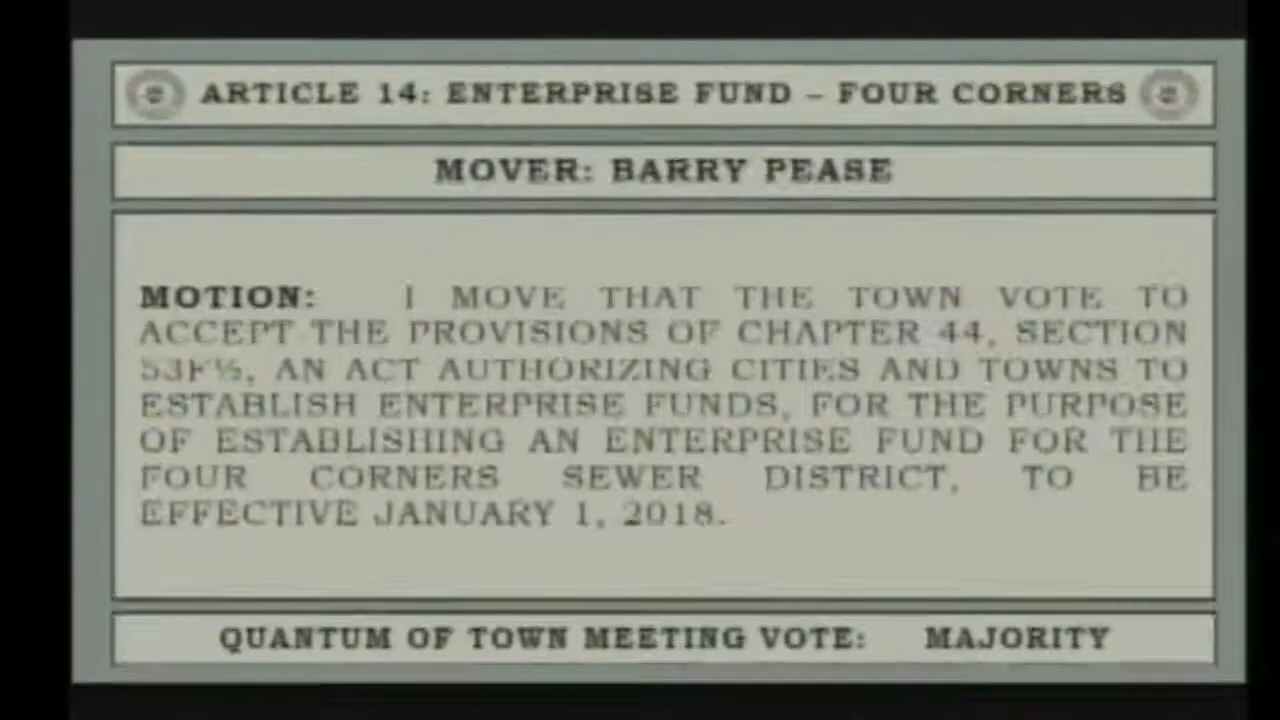 ARTICLE 14: ENTERPRISE FUND – FOUR CORNERS
MOVER: BARRY PEASE
MOTION: I MOVE THAT THE TOWN VOTE TO
ACCEPT THE PROVISIONS OF CHAPTER 44, SECTION
53F½, AN ACT AUTHORIZING CITIES AND TOWNS TO
ESTABLISH ENTERPRISE FUNDS, FOR THE PURPOSE
OF ESTABLISHING AN ENTERPRISE FUND FOR THE
FOUR CORNERS SEWER DISTRICT, TO BE
EFFECTIVE JANUARY 1, 2018.
QUANTUM OF TOWN MEETING VOTE: MAJORITY